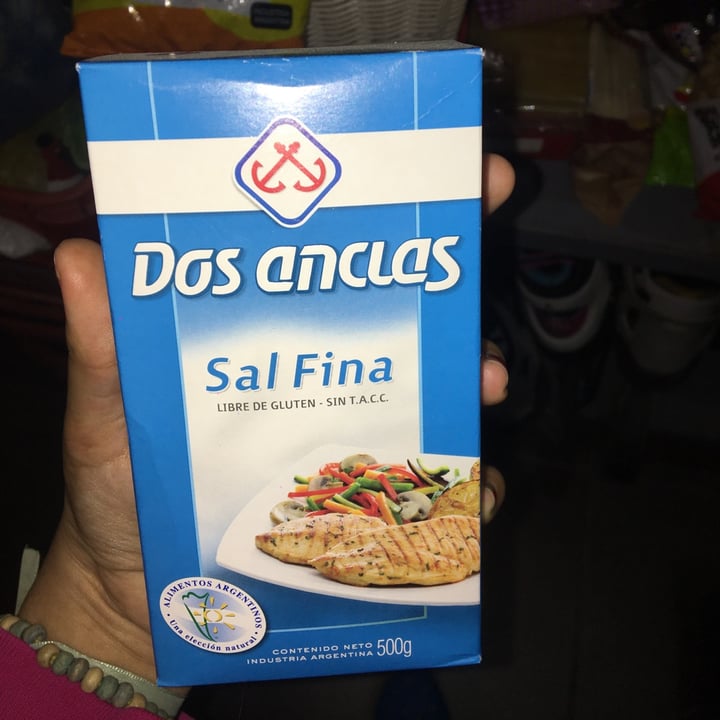 Dos anclas
Sal Fina
LIBRE DE GLUTEN - SIN T.A.C.C.
• ALIMENTOS ARGENTINOS •
Una elección natural
CONTENIDO NETO 500g
INDUSTRIA ARGENTINA